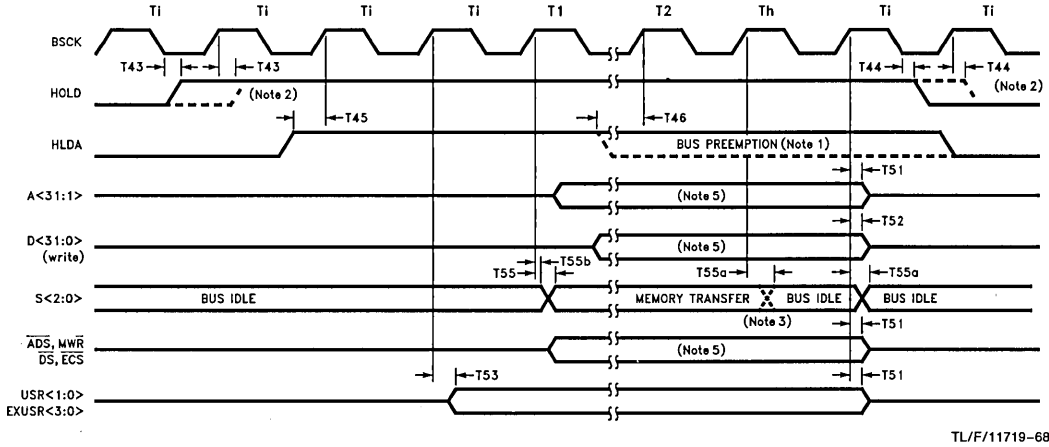 Ti Ti Ti Ti T1 T2 Th Ti Ti
BSCK
T43 T43 T44 T44
HOLD (Note 2) (Note 2)
T45 T46
HLDA BUS PREEMPTION (Note 1)
T51
A<31:1> (Note 5)
T52
D<31:0> (Note 5)
(write)
T55b
T55 T55a T55a
S<2:0> BUS IDLE MEMORY TRANSFER BUS IDLE BUS IDLE
(Note 3)
T51
ADS, MWR
DS, ECS (Note 5)
T53 T51
USR<1:0>
EXUSR<3:0>
TL/F/11719-68